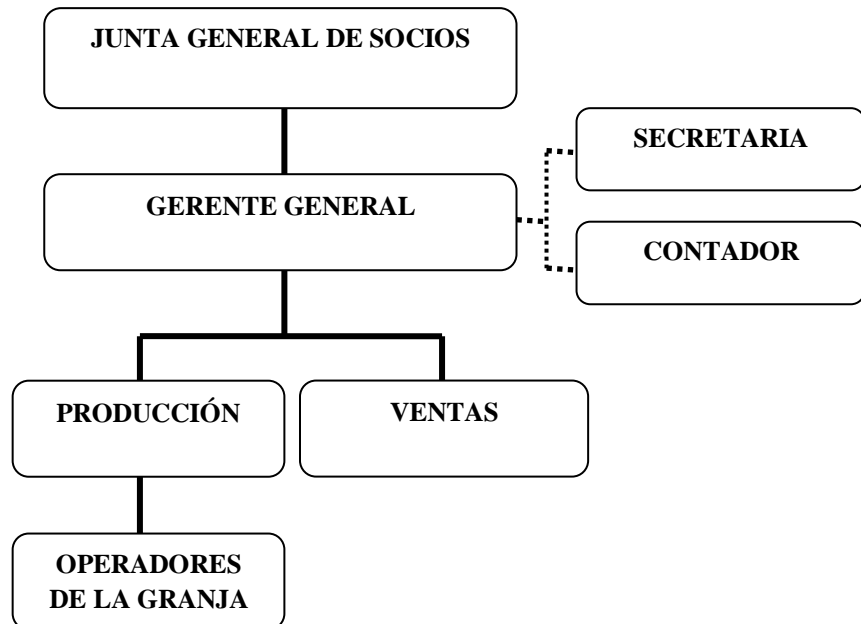 JUNTA GENERAL DE SOCIOS
SECRETARIA
GERENTE GENERAL
CONTADOR
PRODUCCIÓN
VENTAS
OPERADORES
DE LA GRANJA